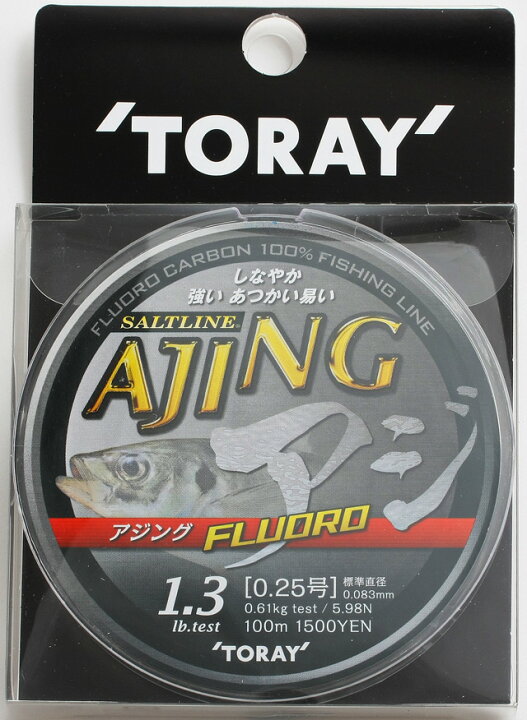 'TORAY'
FLUORO CARBON 100% FISHING LINE
しなやか
強い あつかい易い
SALTLINE®
AJING
アジ
アジング FLUORO
1.3 [0.25号] 標準直径 0.083mm
lb.test 0.61kg test / 5.98N
100m 1500YEN
'TORAY'